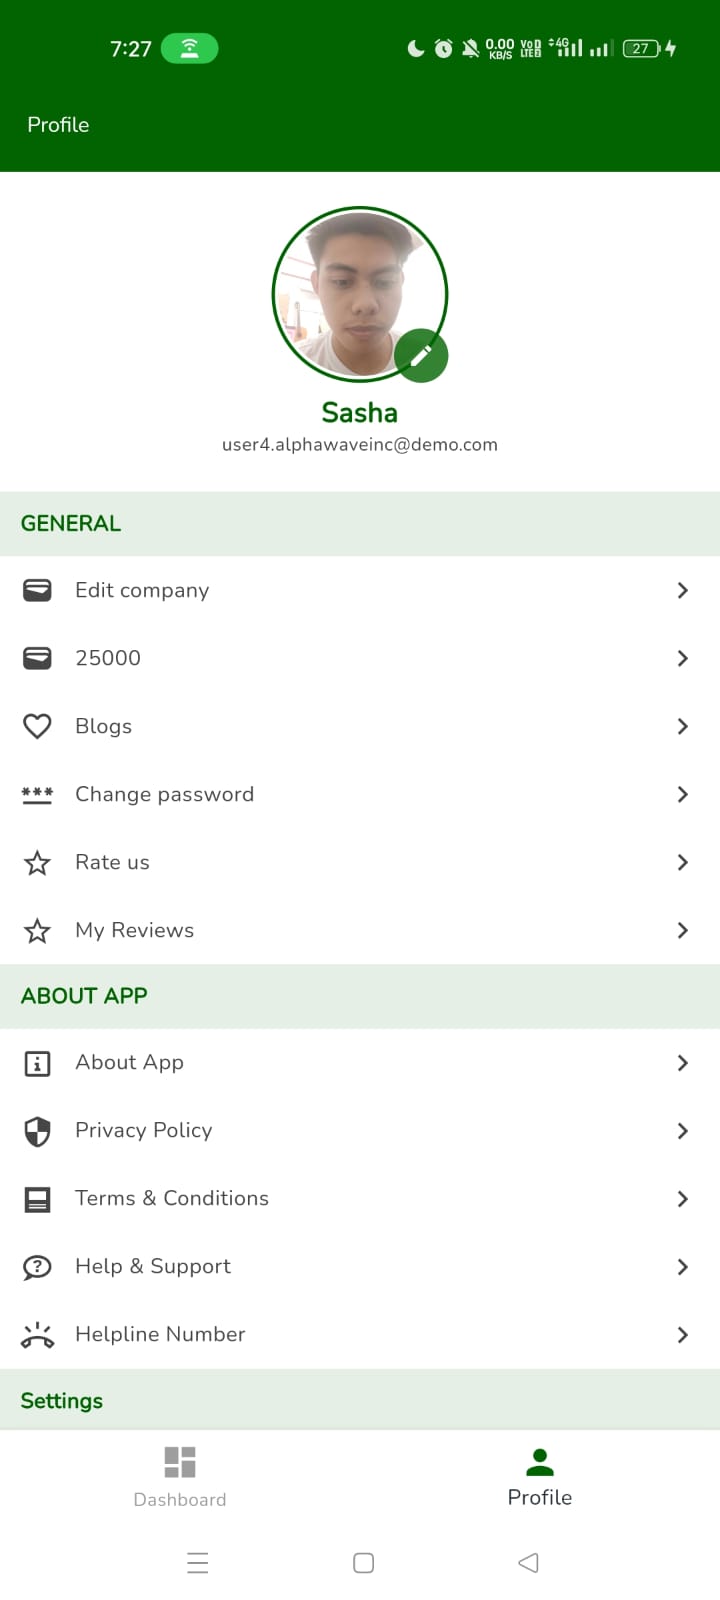 7:27
0.00 KB/S
4G
27
Profile
Sasha
user4.alphawaveinc@demo.com
GENERAL
Edit company
25000
Blogs
*** Change password
Rate us
My Reviews
ABOUT APP
About App
Privacy Policy
Terms & Conditions
Help & Support
Helpline Number
Settings
Dashboard
Profile